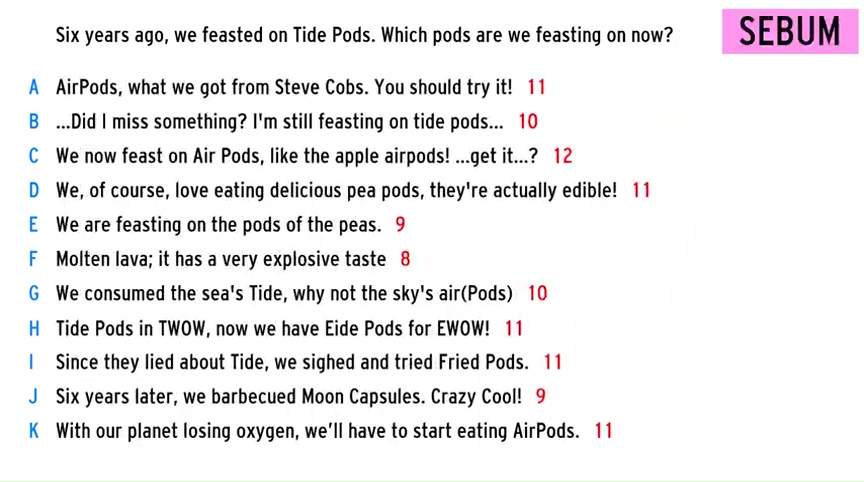 Six years ago, we feasted on Tide Pods. Which pods are we feasting on now?
SEBUM
A AirPods, what we got from Steve Cobs. You should try it! 11
B ...Did I miss something? I'm still feasting on tide pods... 10
C We now feast on Air Pods, like the apple airpods! ...get it...? 12
D We, of course, love eating delicious pea pods, they're actually edible! 11
E We are feasting on the pods of the peas. 9
F Molten lava; it has a very explosive taste 8
G We consumed the sea's Tide, why not the sky's air(Pods) 10
H Tide Pods in TWOW, now we have Eide Pods for EWOW! 11
I Since they lied about Tide, we sighed and tried Fried Pods. 11
J Six years later, we barbecued Moon Capsules. Crazy Cool! 9
K With our planet losing oxygen, we’ll have to start eating AirPods. 11